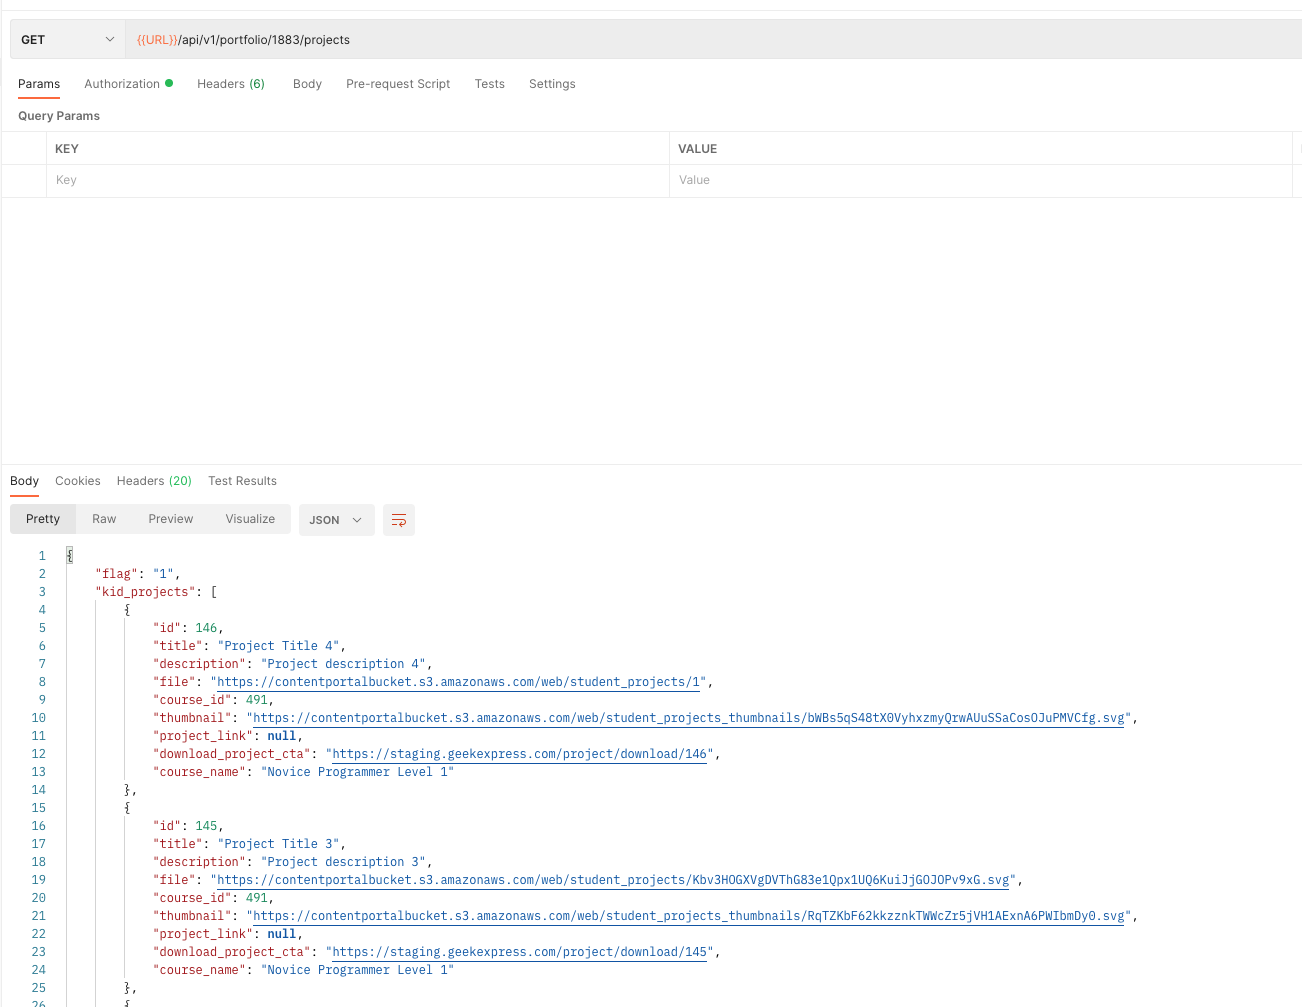 GET {{URL}}/api/v1/portfolio/1883/projects
Params Authorization Headers (6) Body Pre-request Script Tests Settings
Query Params
KEY VALUE
Key Value
Body Cookies Headers (20) Test Results
Pretty Raw Preview Visualize JSON
1 {
2 "flag": "1",
3 "kid_projects": [
4 {
5 "id": 146,
6 "title": "Project Title 4",
7 "description": "Project description 4",
8 "file": "https://contentportalbucket.s3.amazonaws.com/web/student_projects/1",
9 "course_id": 491,
10 "thumbnail": "https://contentportalbucket.s3.amazonaws.com/web/student_projects_thumbnails/bWBs5qS48tX0VyhxzmyQrwAUuSSaCosOJuPMVCfg.svg",
11 "project_link": null,
12 "download_project_cta": "https://staging.geekexpress.com/project/download/146",
13 "course_name": "Novice Programmer Level 1"
14 },
15 {
16 "id": 145,
17 "title": "Project Title 3",
18 "description": "Project description 3",
19 "file": "https://contentportalbucket.s3.amazonaws.com/web/student_projects/Kbv3HOGXVgDVThG83e1Qpx1UQ6KuiJjGOJOPv9xG.svg",
20 "course_id": 491,
21 "thumbnail": "https://contentportalbucket.s3.amazonaws.com/web/student_projects_thumbnails/RqTZKbF62kkzznkTWWcZr5jVH1AExnA6PWIbmDy0.svg",
22 "project_link": null,
23 "download_project_cta": "https://staging.geekexpress.com/project/download/145",
24 "course_name": "Novice Programmer Level 1"
25 },
26 {